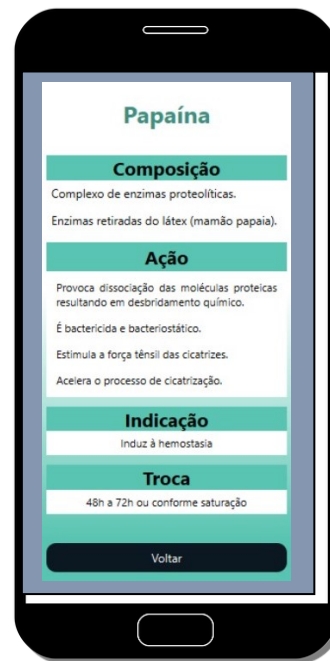 Papaína
Composição
Complexo de enzimas proteolíticas.
Enzimas retiradas do látex (mamão papaia).
Ação
Provoca dissociação das moléculas proteicas
resultando em desbridamento químico.
É bactericida e bacteriostático.
Estimula a força tênsil das cicatrizes.
Acelera o processo de cicatrização.
Indicação
Induz à hemostasia
Troca
48h a 72h ou conforme saturação
Voltar